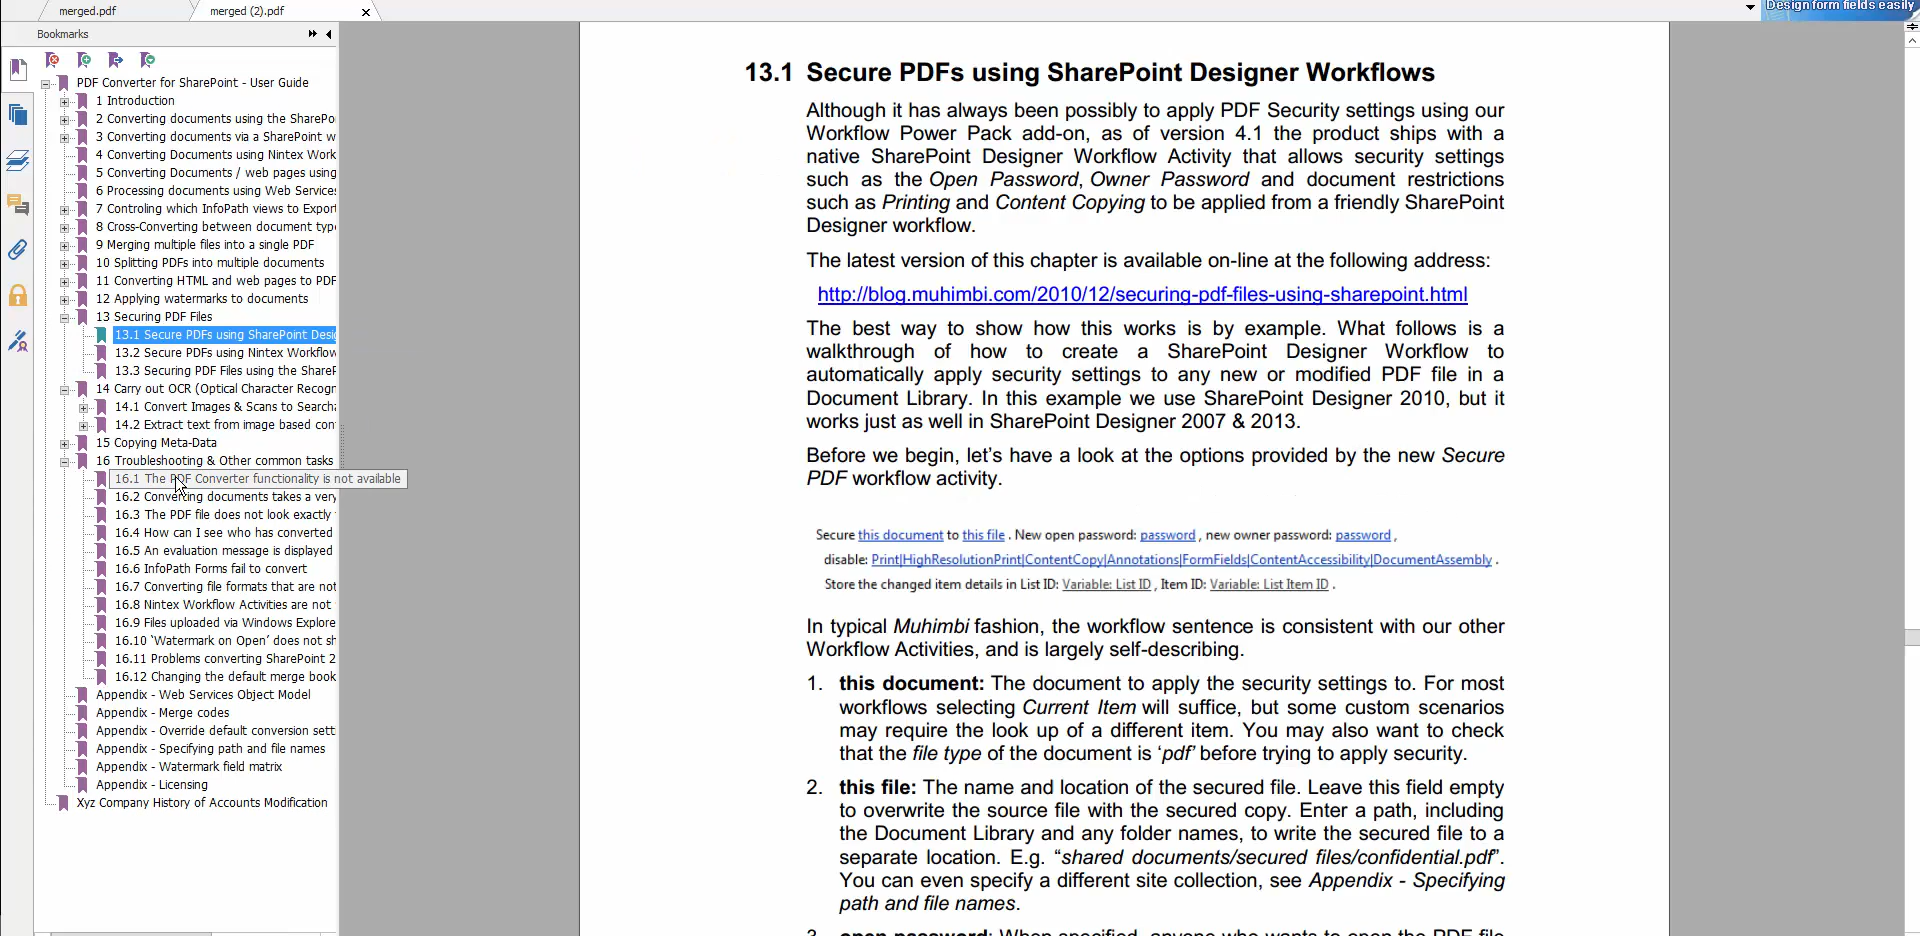 merged.pdf
merged (2).pdf
Design form fields easily
Bookmarks
PDF Converter for SharePoint - User Guide
1 Introduction
2 Converting documents using the SharePo
3 Converting documents via a SharePoint w
4 Converting Documents using Nintex Work
5 Converting Documents / web pages using
6 Processing documents using Web Services
7 Controling which InfoPath views to Export
8 Cross-Converting between document type
9 Merging multiple files into a single PDF
10 Splitting PDFs into multiple documents
11 Converting HTML and web pages to PDF
12 Applying watermarks to documents
13 Securing PDF Files
13.1 Secure PDFs using SharePoint Desig
13.2 Secure PDFs using Nintex Workflow
13.3 Securing PDF Files using the ShareP
14 Carry out OCR (Optical Character Recogn
14.1 Convert Images & Scans to Search
14.2 Extract text from image based con
15 Copying Meta-Data
16 Troubleshooting & Other common tasks
16.1 The PDF Converter functionality is not available
16.2 Converting documents takes a very
16.3 The PDF file does not look exactly
16.4 How can I see who has converted
16.5 An evaluation message is displayed
16.6 InfoPath Forms fail to convert
16.7 Converting file formats that are not
16.8 Nintex Workflow Activities are not
16.9 Files uploaded via Windows Explore
16.10 ‘Watermark on Open’ does not sh
16.11 Problems converting SharePoint 2
16.12 Changing the default merge book
Appendix - Web Services Object Model
Appendix - Merge codes
Appendix - Override default conversion sett
Appendix - Specifying path and file names
Appendix - Watermark field matrix
Appendix - Licensing
Xyz Company History of Accounts Modification
13.1 Secure PDFs using SharePoint Designer Workflows
Although it has always been possibly to apply PDF Security settings using our
Workflow Power Pack add-on, as of version 4.1 the product ships with a
native SharePoint Designer Workflow Activity that allows security settings
such as the Open Password, Owner Password and document restrictions
such as Printing and Content Copying to be applied from a friendly SharePoint
Designer workflow.
The latest version of this chapter is available on-line at the following address:
http://blog.muhimbi.com/2010/12/securing-pdf-files-using-sharepoint.html
The best way to show how this works is by example. What follows is a
walkthrough of how to create a SharePoint Designer Workflow to
automatically apply security settings to any new or modified PDF file in a
Document Library. In this example we use SharePoint Designer 2010, but it
works just as well in SharePoint Designer 2007 & 2013.
Before we begin, let’s have a look at the options provided by the new Secure
PDF workflow activity.
Secure this document to this file . New open password: password , new owner password: password ,
disable: Print|HighResolutionPrint|ContentCopy|Annotations|FormFields|ContentAccessibility|DocumentAssembly .
Store the changed item details in List ID: Variable: List ID , Item ID: Variable: List Item ID .
In typical Muhimbi fashion, the workflow sentence is consistent with our other
Workflow Activities, and is largely self-describing.
1. this document: The document to apply the security settings to. For most
workflows selecting Current Item will suffice, but some custom scenarios
may require the look up of a different item. You may also want to check
that the file type of the document is ‘pdf’ before trying to apply security.
2. this file: The name and location of the secured file. Leave this field empty
to overwrite the source file with the secured copy. Enter a path, including
the Document Library and any folder names, to write the secured file to a
separate location. E.g. “shared documents/secured files/confidential.pdf”.
You can even specify a different site collection, see Appendix - Specifying
path and file names.
3. open password: When specified, anyone who wants to open the PDF file